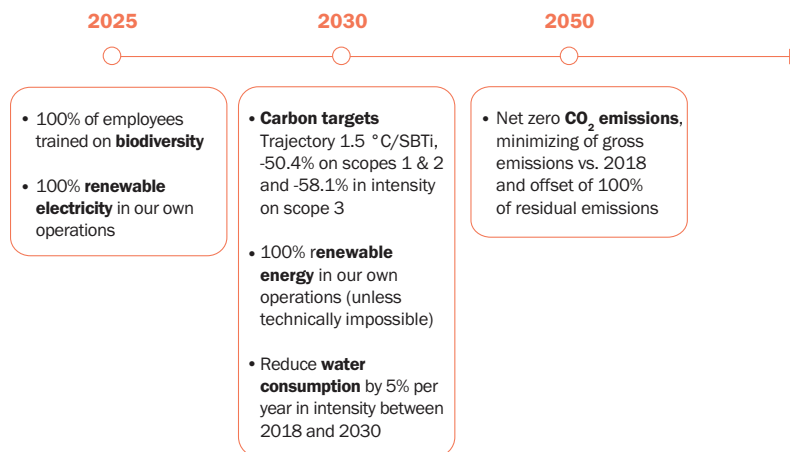 2025
2030
2050
• 100% of employees
trained on biodiversity
• 100% renewable
electricity in our own
operations
• Carbon targets
Trajectory 1.5 °C/SBTi,
-50.4% on scopes 1 & 2
and -58.1% in intensity
on scope 3
• 100% renewable
energy in our own
operations (unless
technically impossible)
• Reduce water
consumption by 5% per
year in intensity between
2018 and 2030
• Net zero CO₂ emissions,
minimizing of gross
emissions vs. 2018
and offset of 100%
of residual emissions